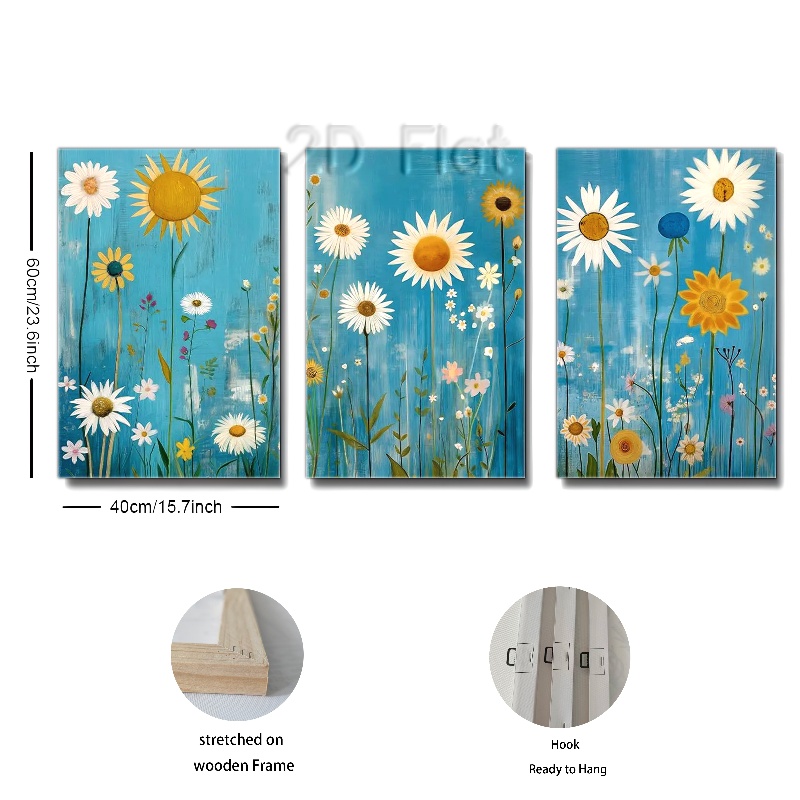 2D Flat
60cm/23.6inch
40cm/15.7inch
stretched on
wooden Frame
Hook
Ready to Hang